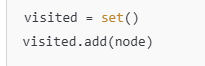 visited = set()
visited.add(node)